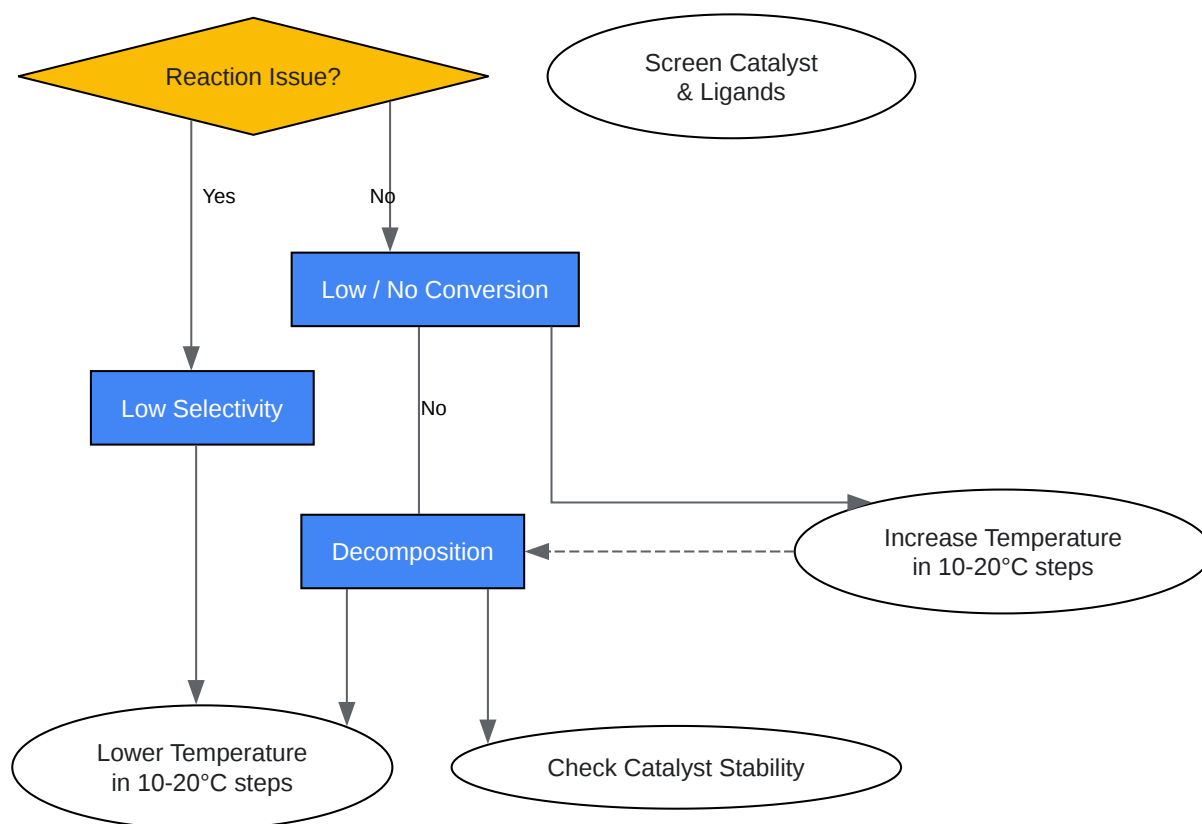 Reaction Issue?
Screen Catalyst
& Ligands
Yes
No
Low / No Conversion
Low Selectivity
No
Decomposition
Increase Temperature
in 10-20°C steps
Lower Temperature
in 10-20°C steps
Check Catalyst Stability